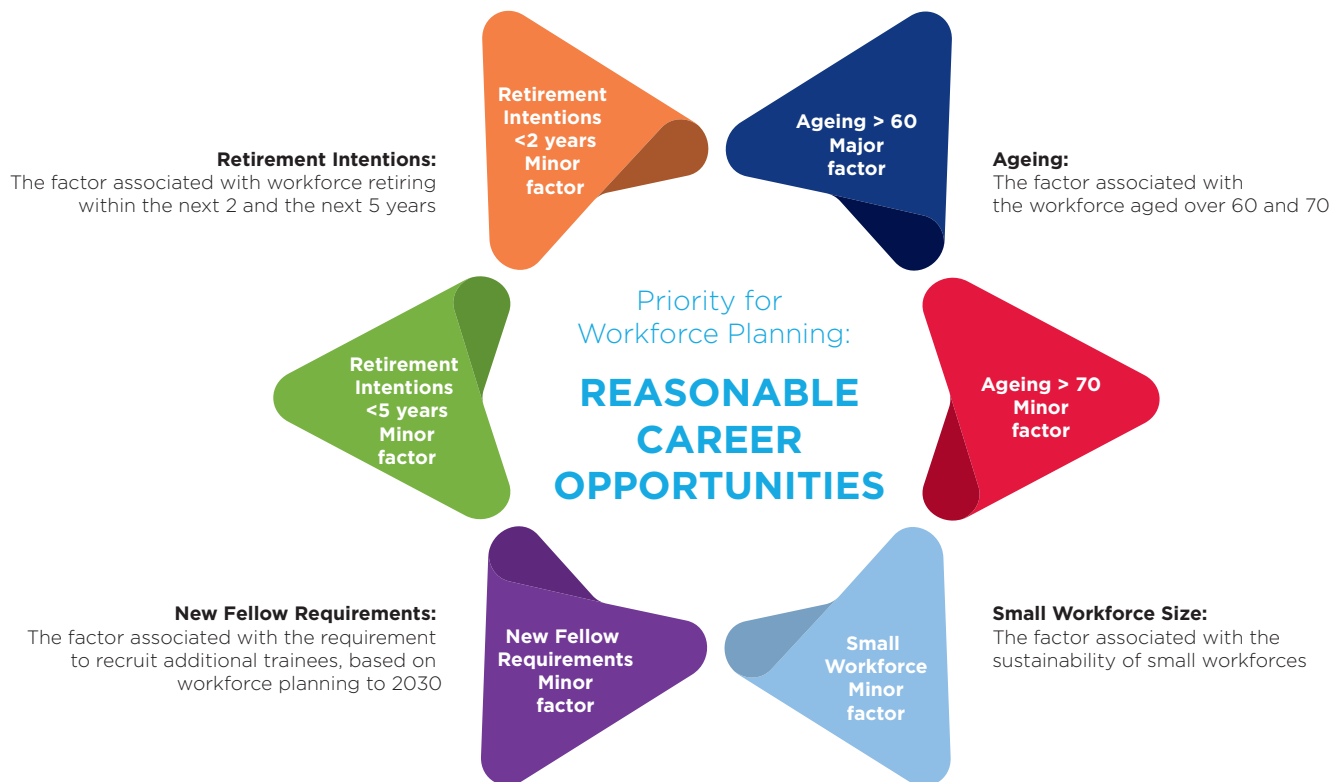 Retirement
Intentions
<2 years
Minor
factor
Ageing > 60
Major
factor
Retirement Intentions:
The factor associated with workforce retiring
within the next 2 and the next 5 years
Ageing:
The factor associated with
the workforce aged over 60 and 70
Priority for
Workforce Planning:
REASONABLE
CAREER
OPPORTUNITIES
Retirement
Intentions
<5 years
Minor
factor
Ageing > 70
Minor
factor
New Fellow Requirements:
The factor associated with the requirement
to recruit additional trainees, based on
workforce planning to 2030
New Fellow
Requirements
Minor
factor
Small
Workforce
Minor
factor
Small Workforce Size:
The factor associated with the
sustainability of small workforces